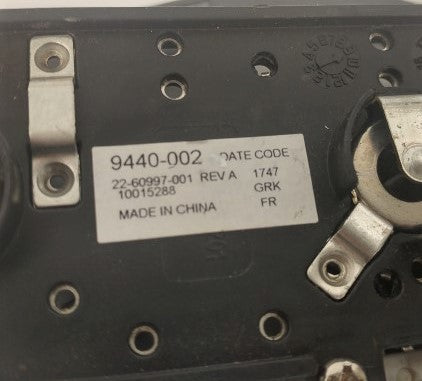 9440-002 DATE CODE
22-60997-001 REV A 1747
10015288 GRK
MADE IN CHINA FR